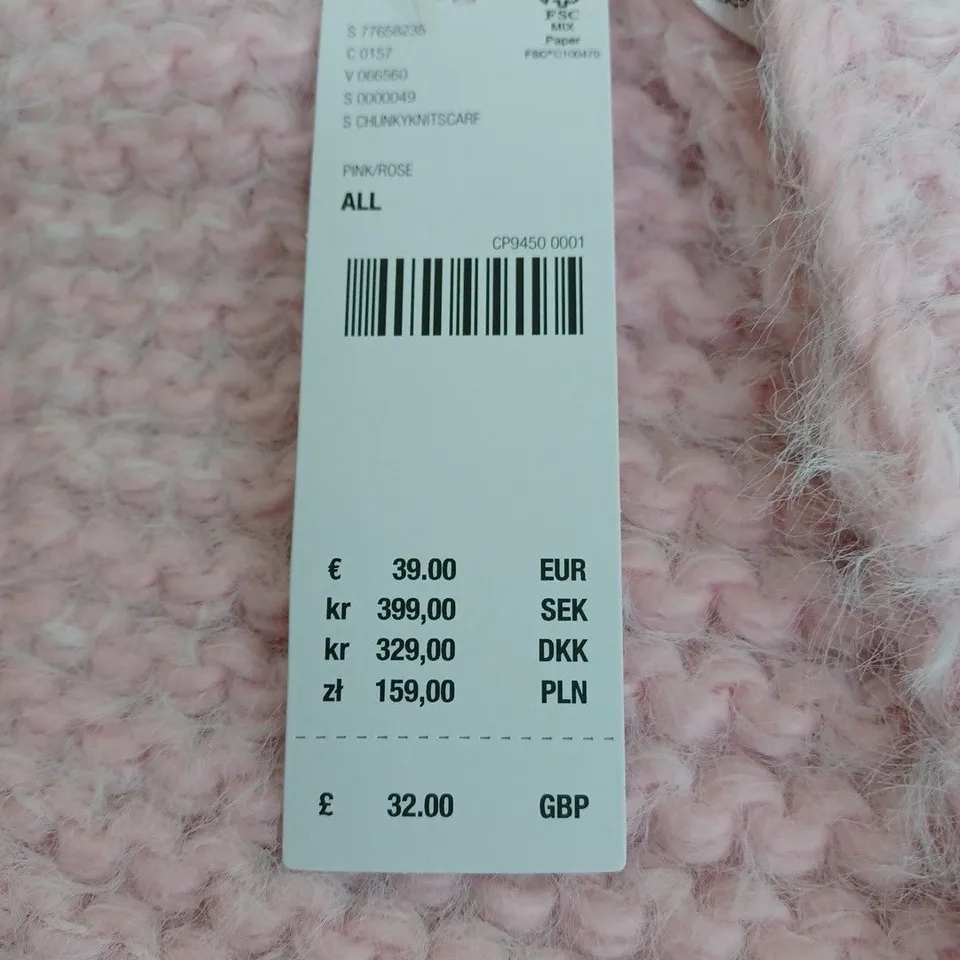 S 77658235
C 0157
V 066560
S 0000049
S CHUNKYKNITSCARF
FSC
MIX
Paper
FSC® C100470
PINK/ROSE
ALL
CP9450 0001
€ 39.00 EUR
kr 399,00 SEK
kr 329,00 DKK
zł 159,00 PLN
£ 32.00 GBP